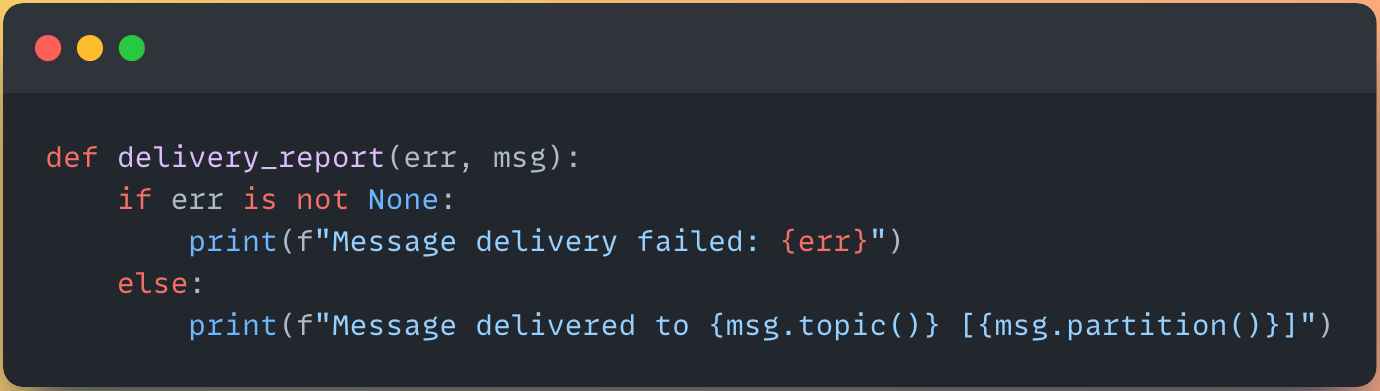 def delivery_report(err, msg):
    if err is not None:
        print(f"Message delivery failed: {err}")
    else:
        print(f"Message delivered to {msg.topic()} [{msg.partition()}]")